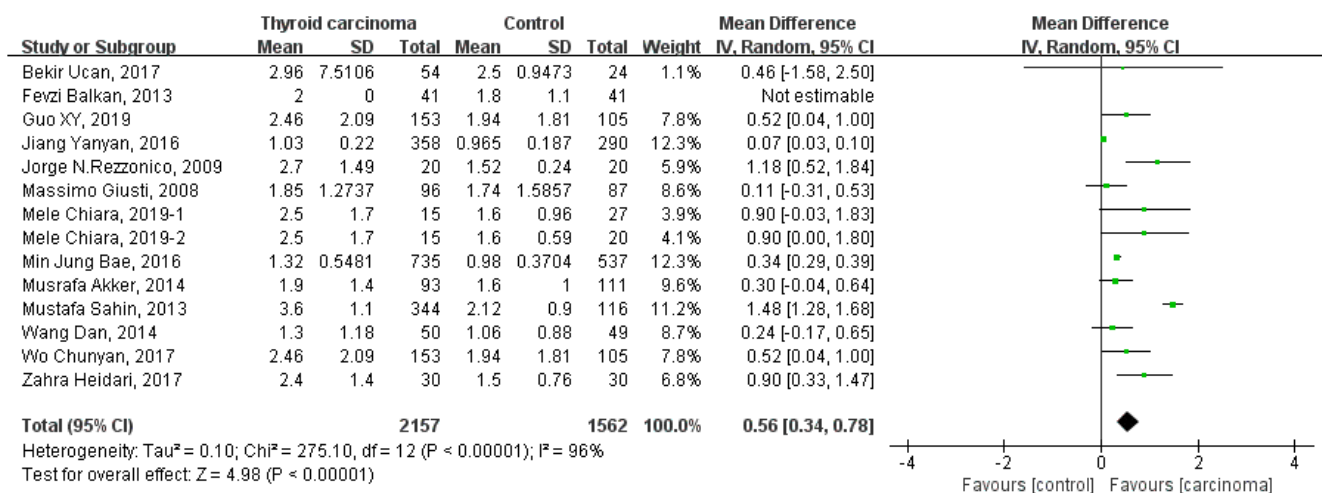 Thyroid carcinoma Control Mean Difference Mean Difference
Study or Subgroup Mean SD Total Mean SD Total Weight IV, Random, 95% CI IV, Random, 95% CI
Bekir Ucan, 2017 2.96 7.5106 54 2.5 0.9473 24 1.1% 0.46 [-1.58, 2.50]
Fevzi Balkan, 2013 2 0 41 1.8 1.1 41 Not estimable
Guo XY, 2019 2.46 2.09 153 1.94 1.81 105 7.8% 0.52 [0.04, 1.00]
Jiang Yanyan, 2016 1.03 0.22 358 0.965 0.187 290 12.3% 0.07 [0.03, 0.10]
Jorge N.Rezzonico, 2009 2.7 1.49 20 1.52 0.24 20 5.9% 1.18 [0.52, 1.84]
Massimo Giusti, 2008 1.85 1.2737 96 1.74 1.5857 87 8.6% 0.11 [-0.31, 0.53]
Mele Chiara, 2019-1 2.5 1.7 15 1.6 0.96 27 3.9% 0.90 [-0.03, 1.83]
Mele Chiara, 2019-2 2.5 1.7 15 1.6 0.59 20 4.1% 0.90 [0.00, 1.80]
Min Jung Bae, 2016 1.32 0.5481 735 0.98 0.3704 537 12.3% 0.34 [0.29, 0.39]
Musrafa Akker, 2014 1.9 1.4 93 1.6 1 111 9.6% 0.30 [-0.04, 0.64]
Mustafa Sahin, 2013 3.6 1.1 344 2.12 0.9 116 11.2% 1.48 [1.28, 1.68]
Wang Dan, 2014 1.3 1.18 50 1.06 0.88 49 8.7% 0.24 [-0.17, 0.65]
Wo Chunyan, 2017 2.46 2.09 153 1.94 1.81 105 7.8% 0.52 [0.04, 1.00]
Zahra Heidari, 2017 2.4 1.4 30 1.5 0.76 30 6.8% 0.90 [0.33, 1.47]
Total (95% CI) 2157 1562 100.0% 0.56 [0.34, 0.78]
Heterogeneity: Tau² = 0.10; Chi² = 275.10, df = 12 (P < 0.00001); I² = 96%
Test for overall effect: Z = 4.98 (P < 0.00001)
-4 -2 0 2 4
Favours [control] Favours [carcinoma]